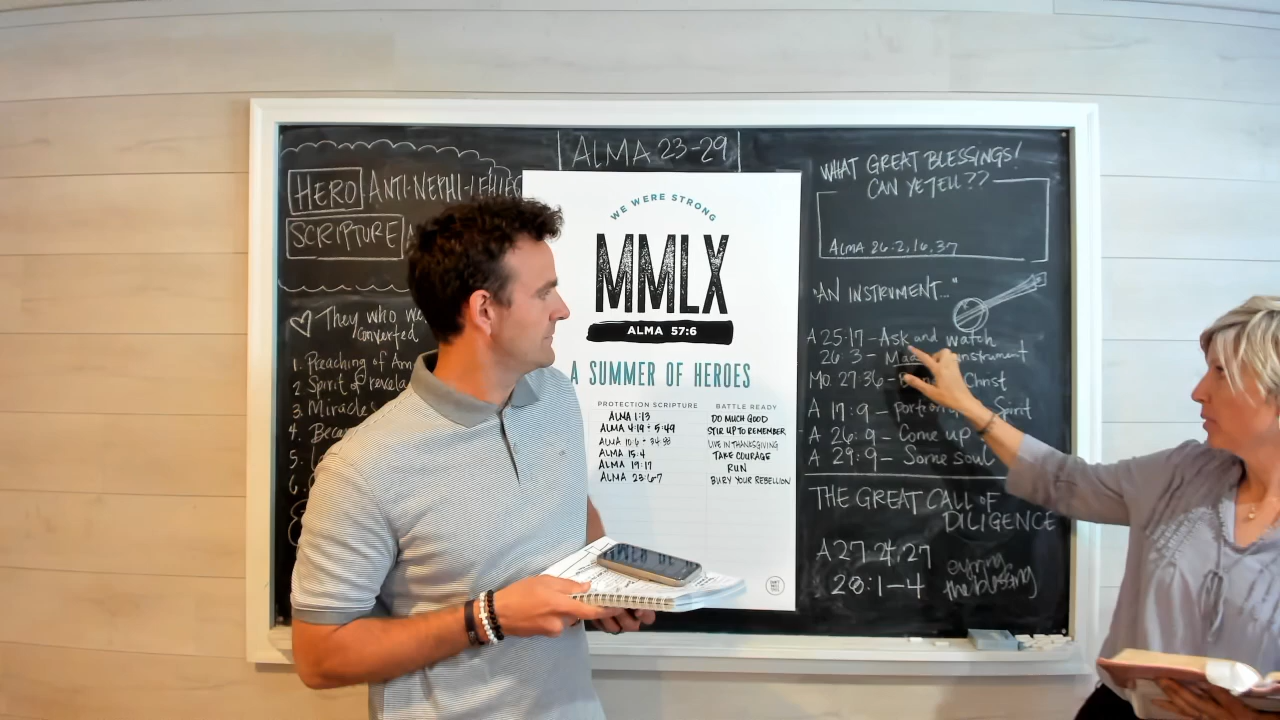 ALMA 23-29
HERO ANTI-NEPHI-LEHIES
SCRIPTURE
They who we
converted
1. Preaching of Am
2. Spirit of revela
3. Miracles
4. Beca
5.
6.
WE WERE STRONG
MMLX
ALMA 57:6
A SUMMER OF HEROES
PROTECTION SCRIPTURE BATTLE READY
ALMA 1:13 DO MUCH GOOD
ALMA 4:19 + 5:49 STIR UP TO REMEMBER
ALMA 10:6 + 34:38 LIVE IN THANKSGIVING
ALMA 15:4 TAKE COURAGE
ALMA 19:17 RUN
ALMA 23:6-7 BURY YOUR REBELLION
WHAT GREAT BLESSINGS!
CAN YE TELL??
ALMA 26:2,16,37
"AN INSTRUMENT..."
A 25:17 - Ask and watch
26:3 - Made instrument
MO. 27:36 - Christ
A 17:9 - portion Spirit
A 26:9 - Come up
A 29:9 - Some soul
THE GREAT CALL OF
DILIGENCE
A27 24,27
28:1-4
the blessing